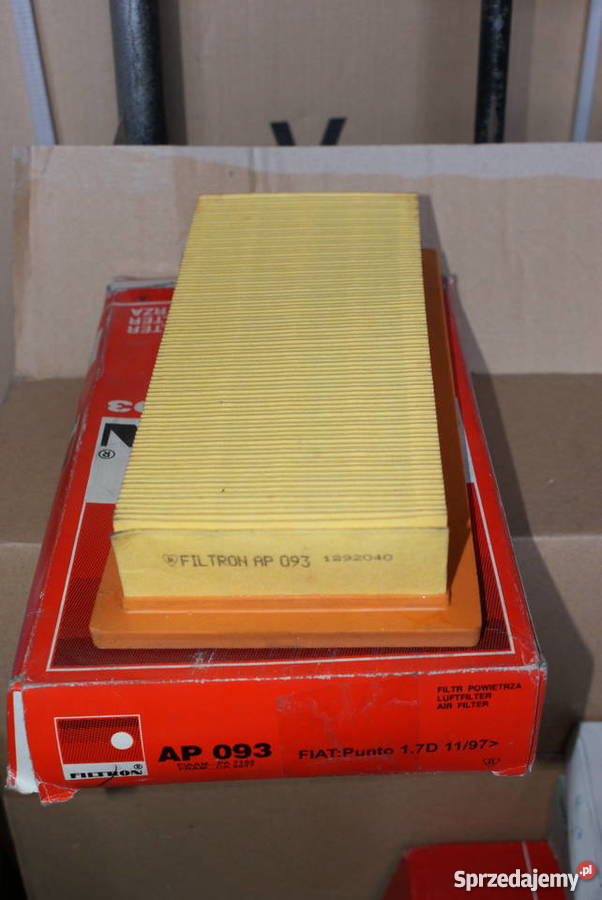 FILTRON AP 093 1292040
FILTR POWIETRZA
LUFTFILTER
AIR FILTER
AP 093
FIAT:Punto 1.7D 11/97>
FILTRON®
Sprzedajemy.pl